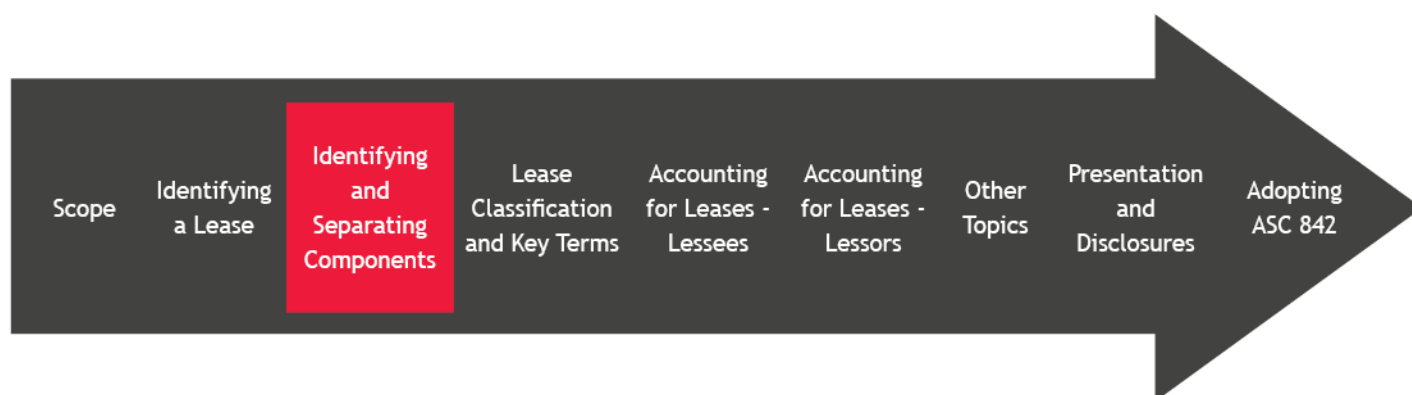 Scope
Identifying
a Lease
Identifying
and
Separating
Components
Lease
Classification
and Key Terms
Accounting
for Leases -
Lessees
Accounting
for Leases -
Lessors
Other
Topics
Presentation
and
Disclosures
Adopting
ASC 842